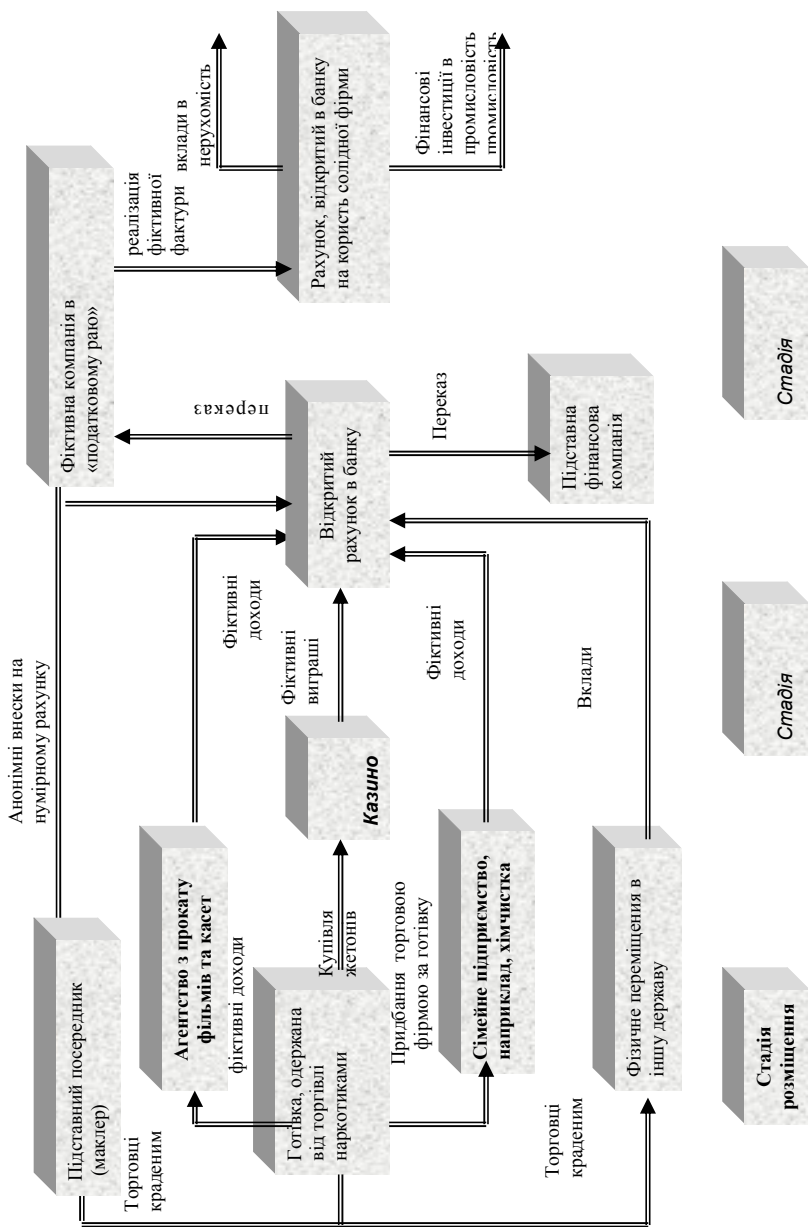 Анонімні внески на
нумірному рахунку
Підставний посередник
(маклер)
Фіктивна компанія в
«податковому раю»
Торговці
краденим
Агентство з прокату
фільмів та касет
фіктивні доходи
Фіктивні
доходи
переказ
реалізація
фіктивної
фактури
вклади в
нерухомість
Готівка, одержана
від торгівлі
наркотиками
Купівля
жетонів
Казино
Фіктивні
виграші
Відкритий
рахунок в банку
Рахунок, відкритий в банку
на користь солідної фірми
Придбання торговою
фірмою за готівку
Сімейне підприємство,
наприклад, хімчистка
Фіктивні
доходи
Переказ
Фінансові
інвестиції в
промисловість
промисловість
Підставна
фінансова
компанія
Торговці
краденим
Фізичне переміщення в
іншу державу
Вклади
Стадія
розміщення
Стадія
Стадія